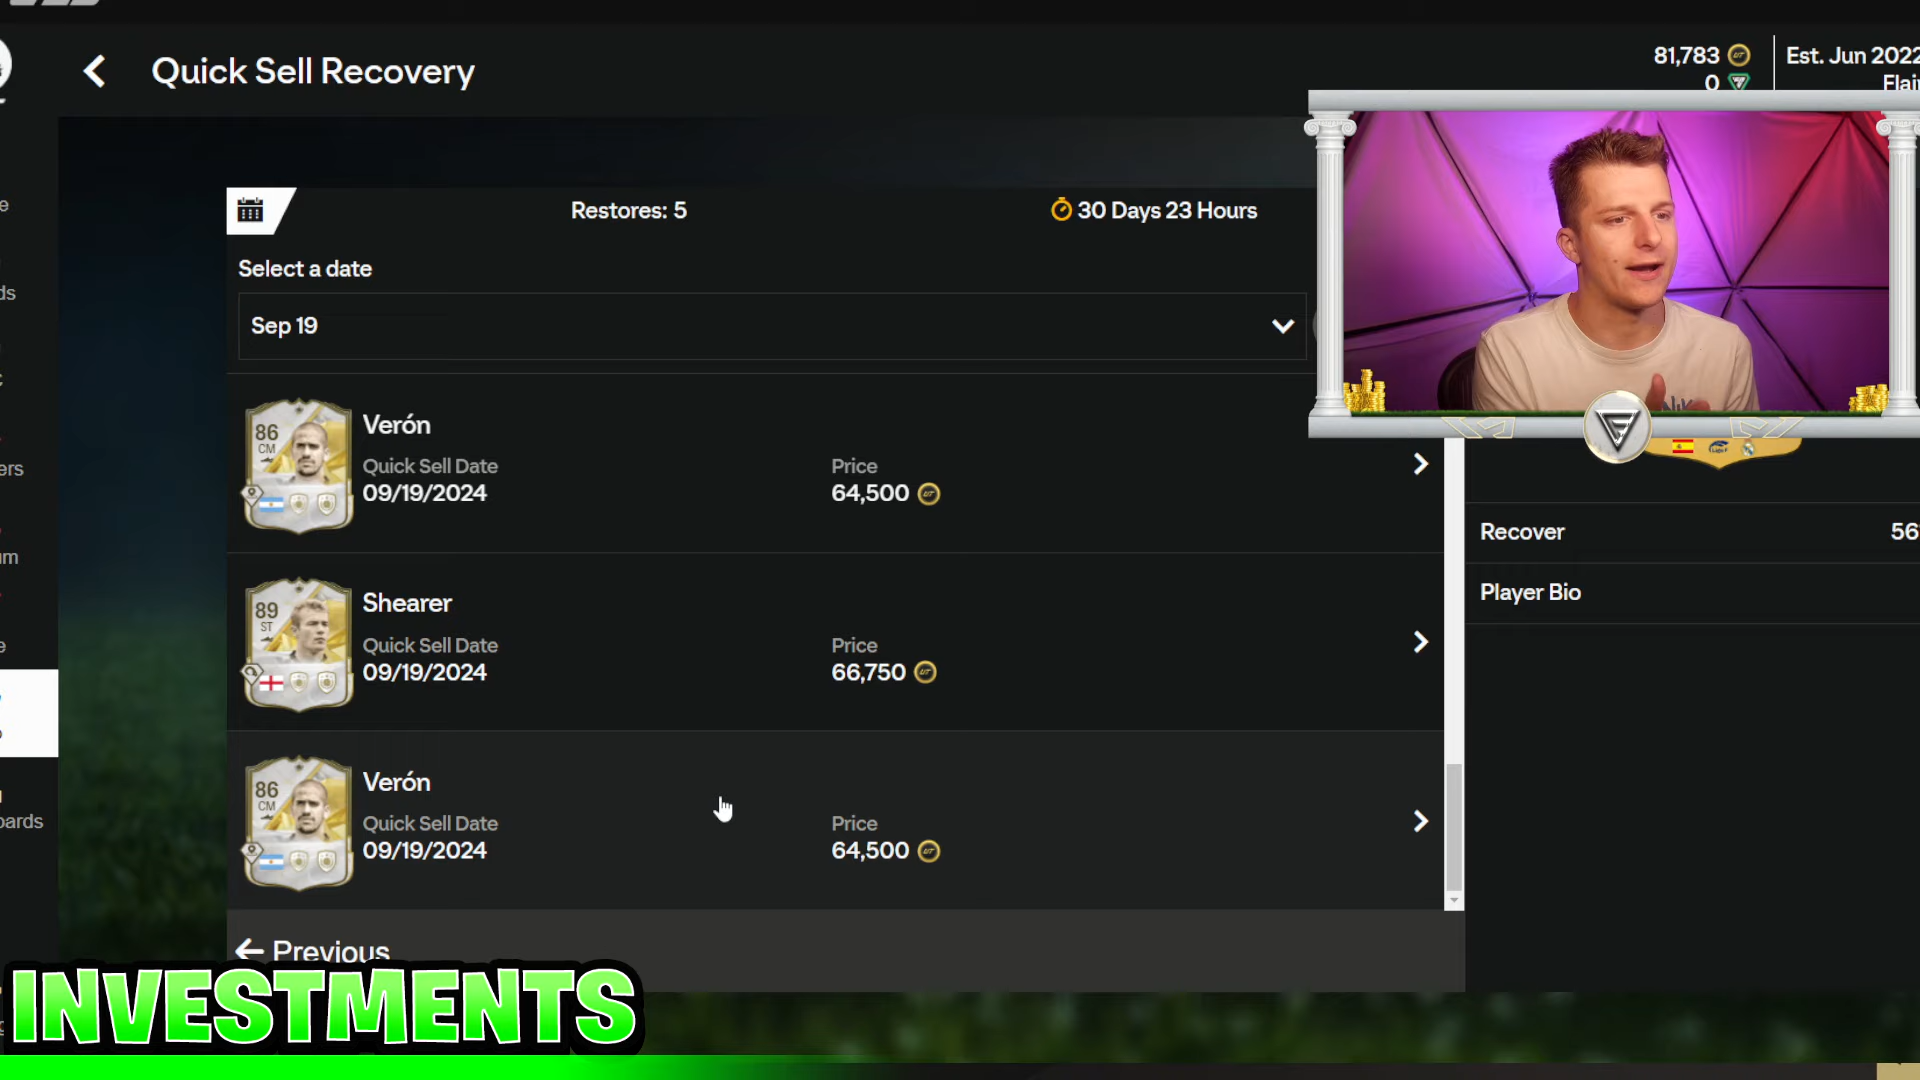 Quick Sell Recovery
81,783
Est. Jun 2022
0
Restores: 5
30 Days 23 Hours
Select a date
Sep 19
86
CM
Verón
Quick Sell Date
09/19/2024
Price
64,500
89
ST
Shearer
Quick Sell Date
09/19/2024
Price
66,750
86
CM
Verón
Quick Sell Date
09/19/2024
Price
64,500
Recover
Player Bio
Previous
INVESTMENTS